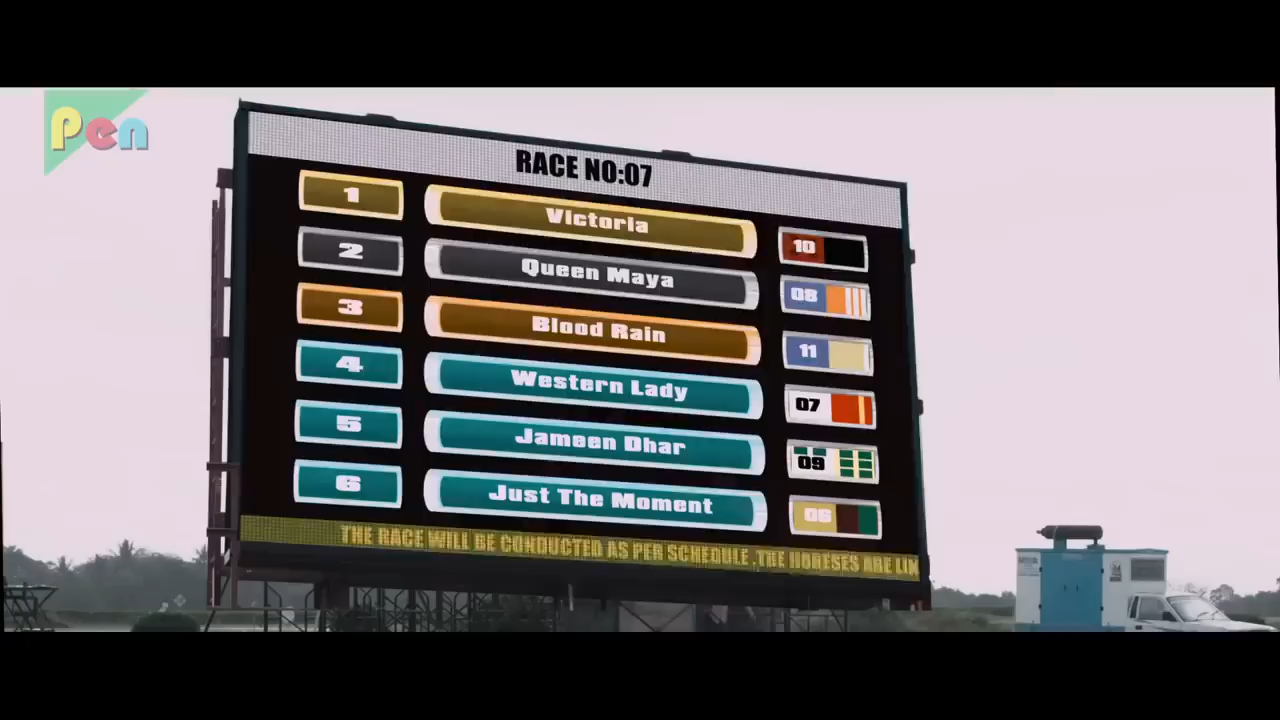 Pen
RACE NO:07
1 Victoria 10
2 Queen Maya 08
3 Blood Rain 11
4 Western Lady 07
5 Jameen Dhar 09
6 Just The Moment 06
THE RACE WILL BE CONDUCTED AS PER SCHEDULE .THE HORESES ARE LIN